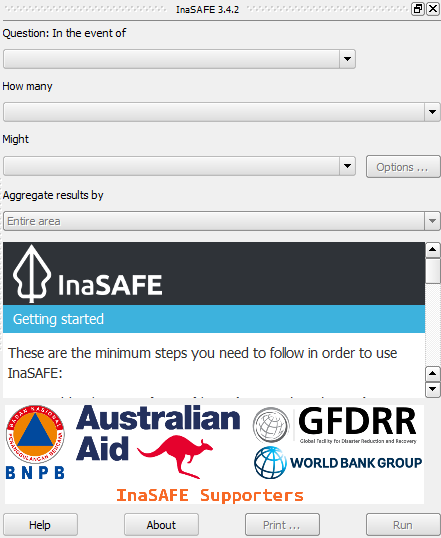 InaSAFE 3.4.2
Question: In the event of
How many
Might
Options ...
Aggregate results by
Entire area
InaSAFE
Getting started
These are the minimum steps you need to follow in order to use
InaSAFE:
BADAN NASIONAL
PENANGGULANGAN BENCANA
BNPB
Australian
Aid
GFDRR
Global Facility for Disaster Reduction and Recovery
WORLD BANK GROUP
InaSAFE Supporters
Help
About
Print ...
Run